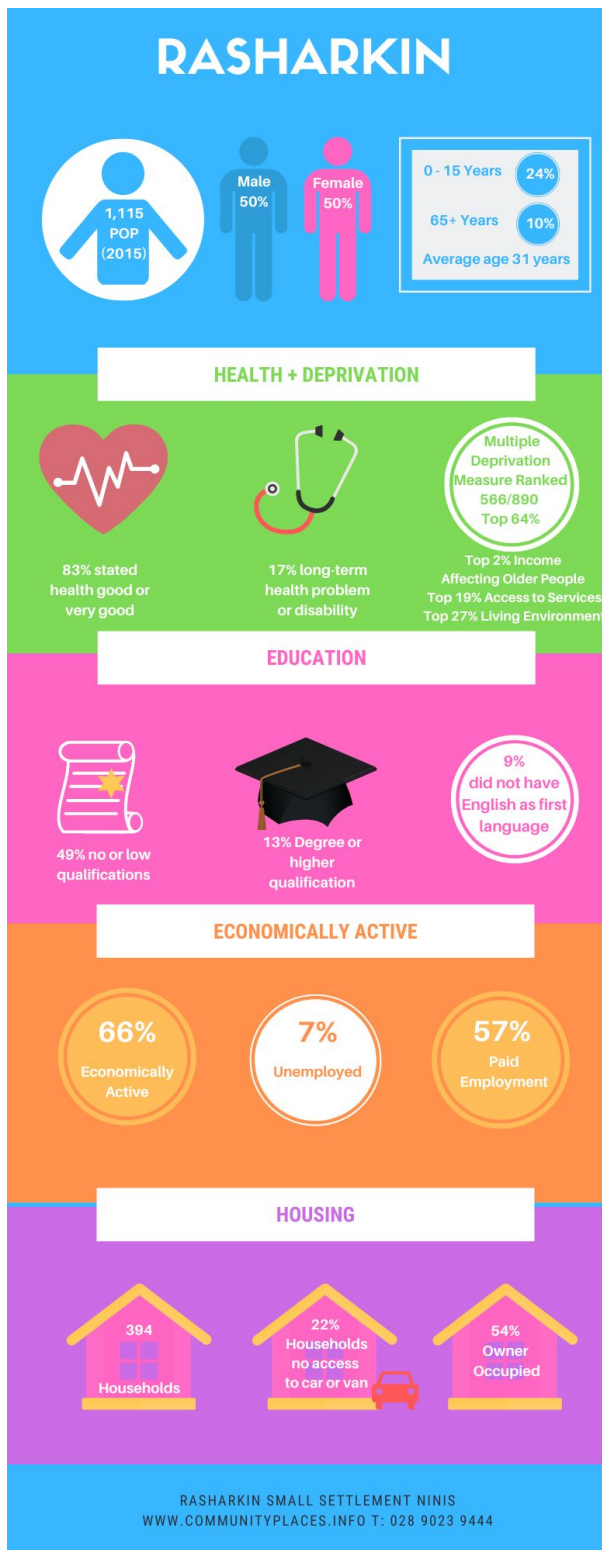 RASHARKIN
1,115
POP
(2015)
Male
50%
Female
50%
0 - 15 Years
24%
65+ Years
10%
Average age 31 years
HEALTH + DEPRIVATION
83% stated
health good or
very good
17% long-term
health problem
or disability
Multiple
Deprivation
Measure Ranked
566/890
Top 64%
Top 2% Income
Affecting Older People
Top 19% Access to Services
Top 27% Living Environment
EDUCATION
49% no or low
qualifications
13% Degree or
higher
qualification
9%
did not have
English as first
language
ECONOMICALLY ACTIVE
66%
Economically
Active
7%
Unemployed
57%
Paid
Employment
HOUSING
394
Households
22%
Households
no access
to car or van
54%
Owner
Occupied
RASHARKIN SMALL SETTLEMENT NINIS
WWW.COMMUNITYPLACES.INFO T: 028 9023 9444